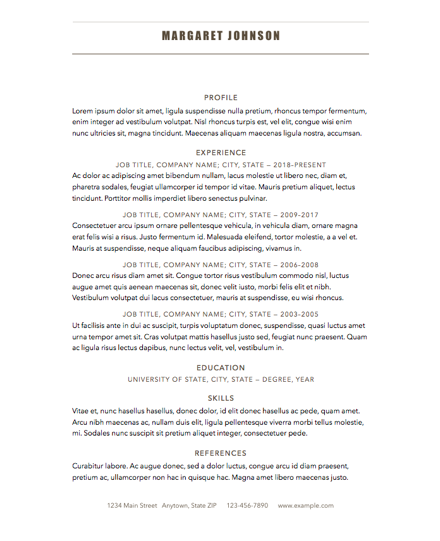 MARGARET JOHNSON
PROFILE
Lorem ipsum dolor sit amet, ligula suspendisse nulla pretium, rhoncus tempor fermentum,
enim integer ad vestibulum volutpat. Nisl rhoncus turpis est, vel elit, congue wisi enim
nunc ultricies sit, magna tincidunt. Maecenas aliquam maecenas ligula nostra, accumsan.
EXPERIENCE
JOB TITLE, COMPANY NAME; CITY, STATE – 2018-PRESENT
Ac dolor ac adipiscing amet bibendum nullam, lacus molestie ut libero nec, diam et,
pharetra sodales, feugiat ullamcorper id tempor id vitae. Mauris pretium aliquet, lectus
tincidunt. Porttitor mollis imperdiet libero senectus pulvinar.
JOB TITLE, COMPANY NAME; CITY, STATE – 2009-2017
Consectetuer arcu ipsum ornare pellentesque vehicula, in vehicula diam, ornare magna
erat felis wisi a risus. Justo fermentum id. Malesuada eleifend, tortor molestie, a a vel et.
Mauris at suspendisse, neque aliquam faucibus adipiscing, vivamus in.
JOB TITLE, COMPANY NAME; CITY, STATE – 2006-2008
Donec arcu risus diam amet sit. Congue tortor risus vestibulum commodo nisl, luctus
augue amet quis aenean maecenas sit, donec velit iusto, morbi felis elit et nibh.
Vestibulum volutpat dui lacus consectetuer, mauris at suspendisse, eu wisi rhoncus.
JOB TITLE, COMPANY NAME; CITY, STATE – 2003-2005
Ut facilisis ante in dui ac suscipit, turpis voluptatum donec, suspendisse, quasi luctus amet
urna tempor amet sit. Cras volutpat mattis hasellus justo sed, feugiat nunc praesent. Quam
ac ligula risus lectus dapibus, nunc lectus velit, vel, vestibulum in.
EDUCATION
UNIVERSITY OF STATE, CITY, STATE – DEGREE, YEAR
SKILLS
Vitae et, nunc hasellus hasellus, donec dolor, id elit donec hasellus ac pede, quam amet.
Arcu nibh maecenas ac, nullam duis elit, ligula pellentesque viverra morbi tellus molestie,
mi. Sodales nunc suscipit sit pretium aliquet integer, consectetuer pede.
REFERENCES
Curabitur labore. Ac augue donec, sed a dolor luctus, congue arcu id diam praesent,
pretium ac, ullamcorper non hac in quisque hac. Magna amet libero maecenas justo.
1234 Main Street Anytown, State ZIP 123-456-7890 www.example.com